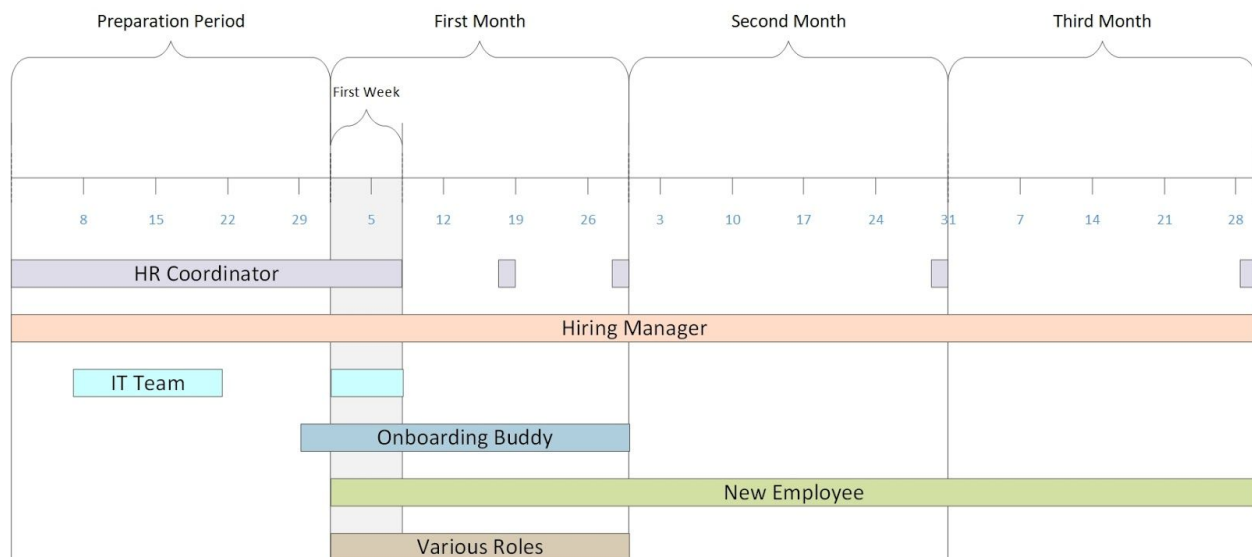 Preparation Period
First Month
Second Month
Third Month
First Week
8 15 22 29 5 12 19 26 3 10 17 24 31 7 14 21 28
HR Coordinator
Hiring Manager
IT Team
Onboarding Buddy
New Employee
Various Roles